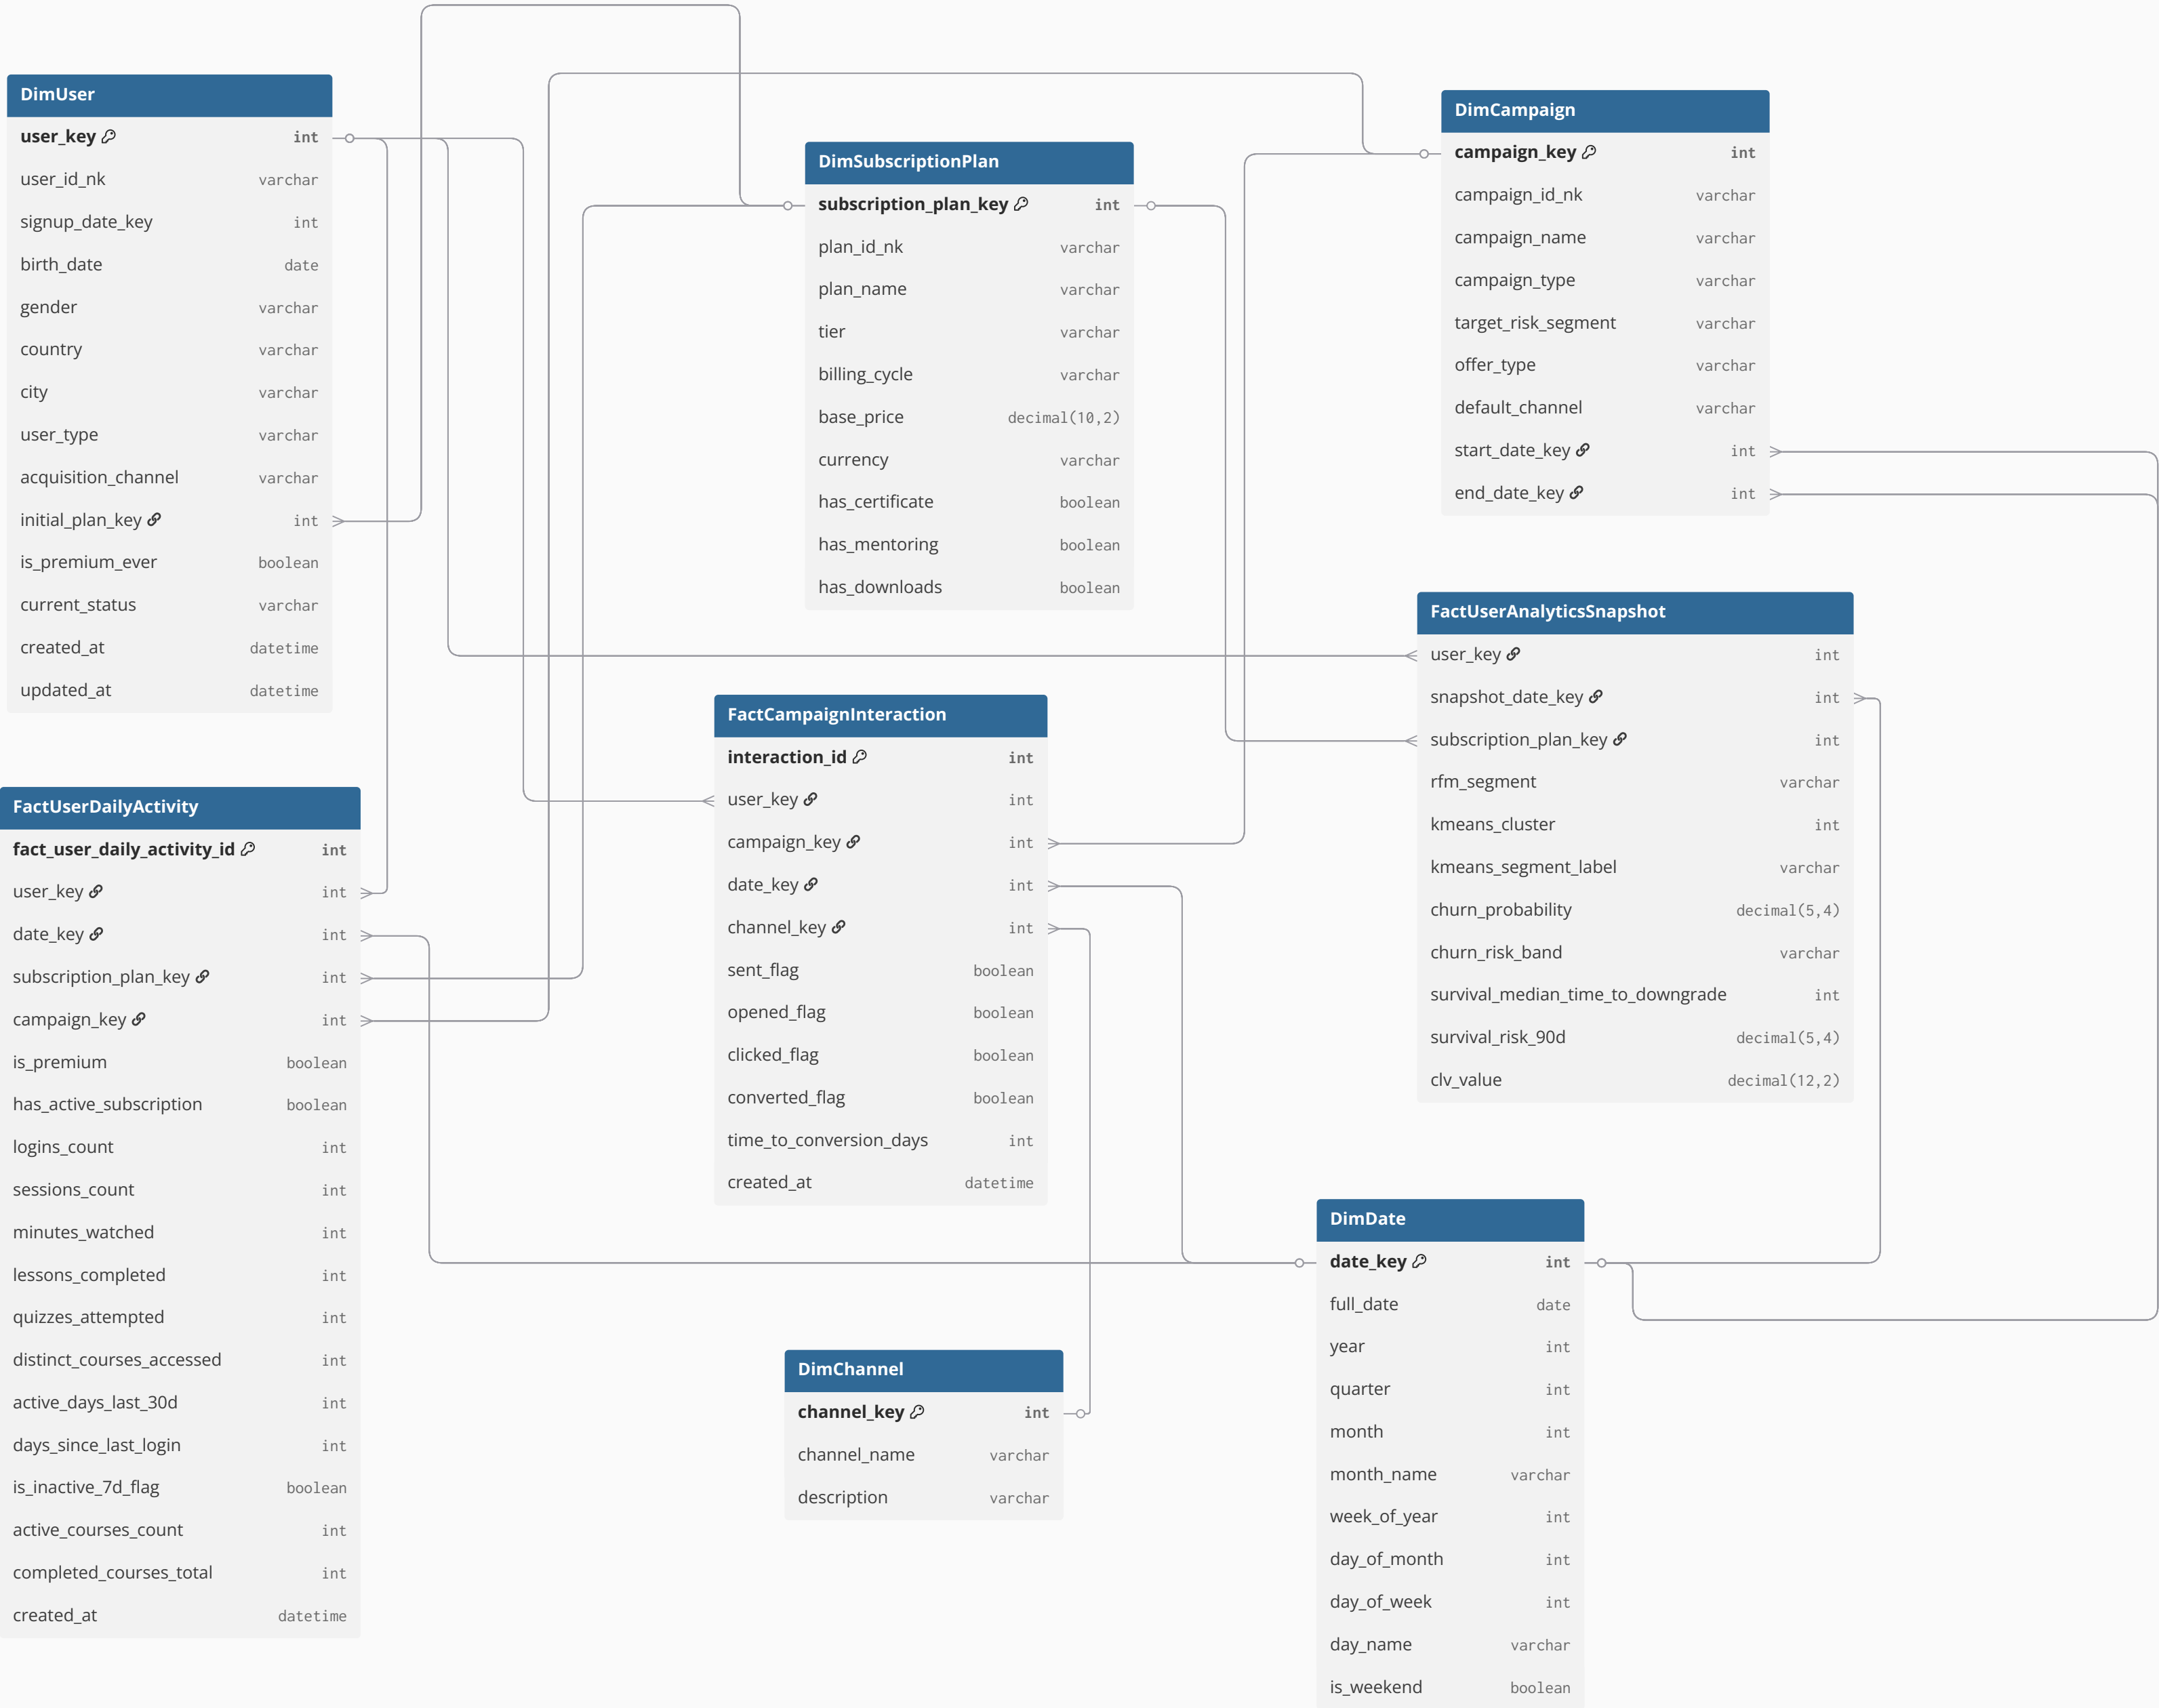 DimUser
user_key int
user_id_nk varchar
signup_date_key int
birth_date date
gender varchar
country varchar
city varchar
user_type varchar
acquisition_channel varchar
initial_plan_key int
is_premium_ever boolean
current_status varchar
created_at datetime
updated_at datetime
DimSubscriptionPlan
subscription_plan_key int
plan_id_nk varchar
plan_name varchar
tier varchar
billing_cycle varchar
base_price decimal(10,2)
currency varchar
has_certificate boolean
has_mentoring boolean
has_downloads boolean
DimCampaign
campaign_key int
campaign_id_nk varchar
campaign_name varchar
campaign_type varchar
target_risk_segment varchar
offer_type varchar
default_channel varchar
start_date_key int
end_date_key int
FactUserAnalyticsSnapshot
user_key int
snapshot_date_key int
subscription_plan_key int
rfm_segment varchar
kmeans_cluster int
kmeans_segment_label varchar
churn_probability decimal(5,4)
churn_risk_band varchar
survival_median_time_to_downgrade int
survival_risk_90d decimal(5,4)
clv_value decimal(12,2)
FactCampaignInteraction
interaction_id int
user_key int
campaign_key int
date_key int
channel_key int
sent_flag boolean
opened_flag boolean
clicked_flag boolean
converted_flag boolean
time_to_conversion_days int
created_at datetime
FactUserDailyActivity
fact_user_daily_activity_id int
user_key int
date_key int
subscription_plan_key int
campaign_key int
is_premium boolean
has_active_subscription boolean
logins_count int
sessions_count int
minutes_watched int
lessons_completed int
quizzes_attempted int
distinct_courses_accessed int
active_days_last_30d int
days_since_last_login int
is_inactive_7d_flag boolean
active_courses_count int
completed_courses_total int
created_at datetime
DimChannel
channel_key int
channel_name varchar
description varchar
DimDate
date_key int
full_date date
year int
quarter int
month int
month_name varchar
week_of_year int
day_of_month int
day_of_week int
day_name varchar
is_weekend boolean